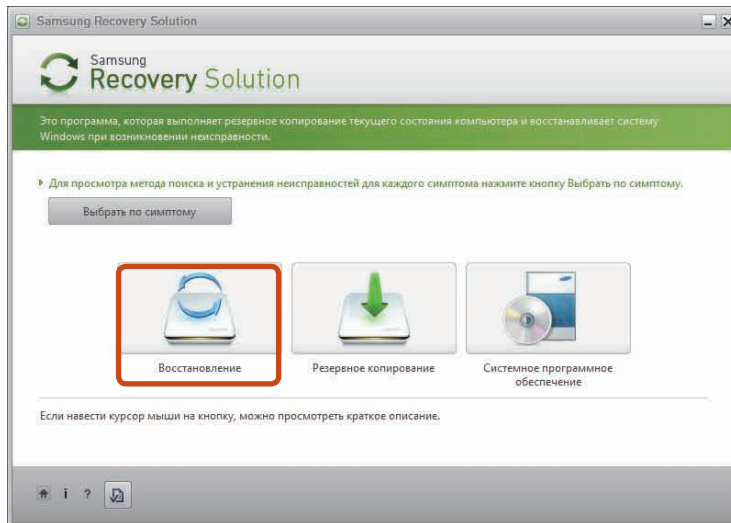 Samsung Recovery Solution
Samsung
Recovery Solution
Это программа, которая выполняет резервное копирование текущего состояния компьютера и восстанавливает систему
Windows при возникновении неисправности.
Для просмотра метода поиска и устранения неисправностей для каждого симптома нажмите кнопку Выбрать по симптому.
Выбрать по симптому
Восстановление
Резервное копирование
Системное программное
обеспечение
Если навести курсор мыши на кнопку, можно просмотреть краткое описание.
i ?